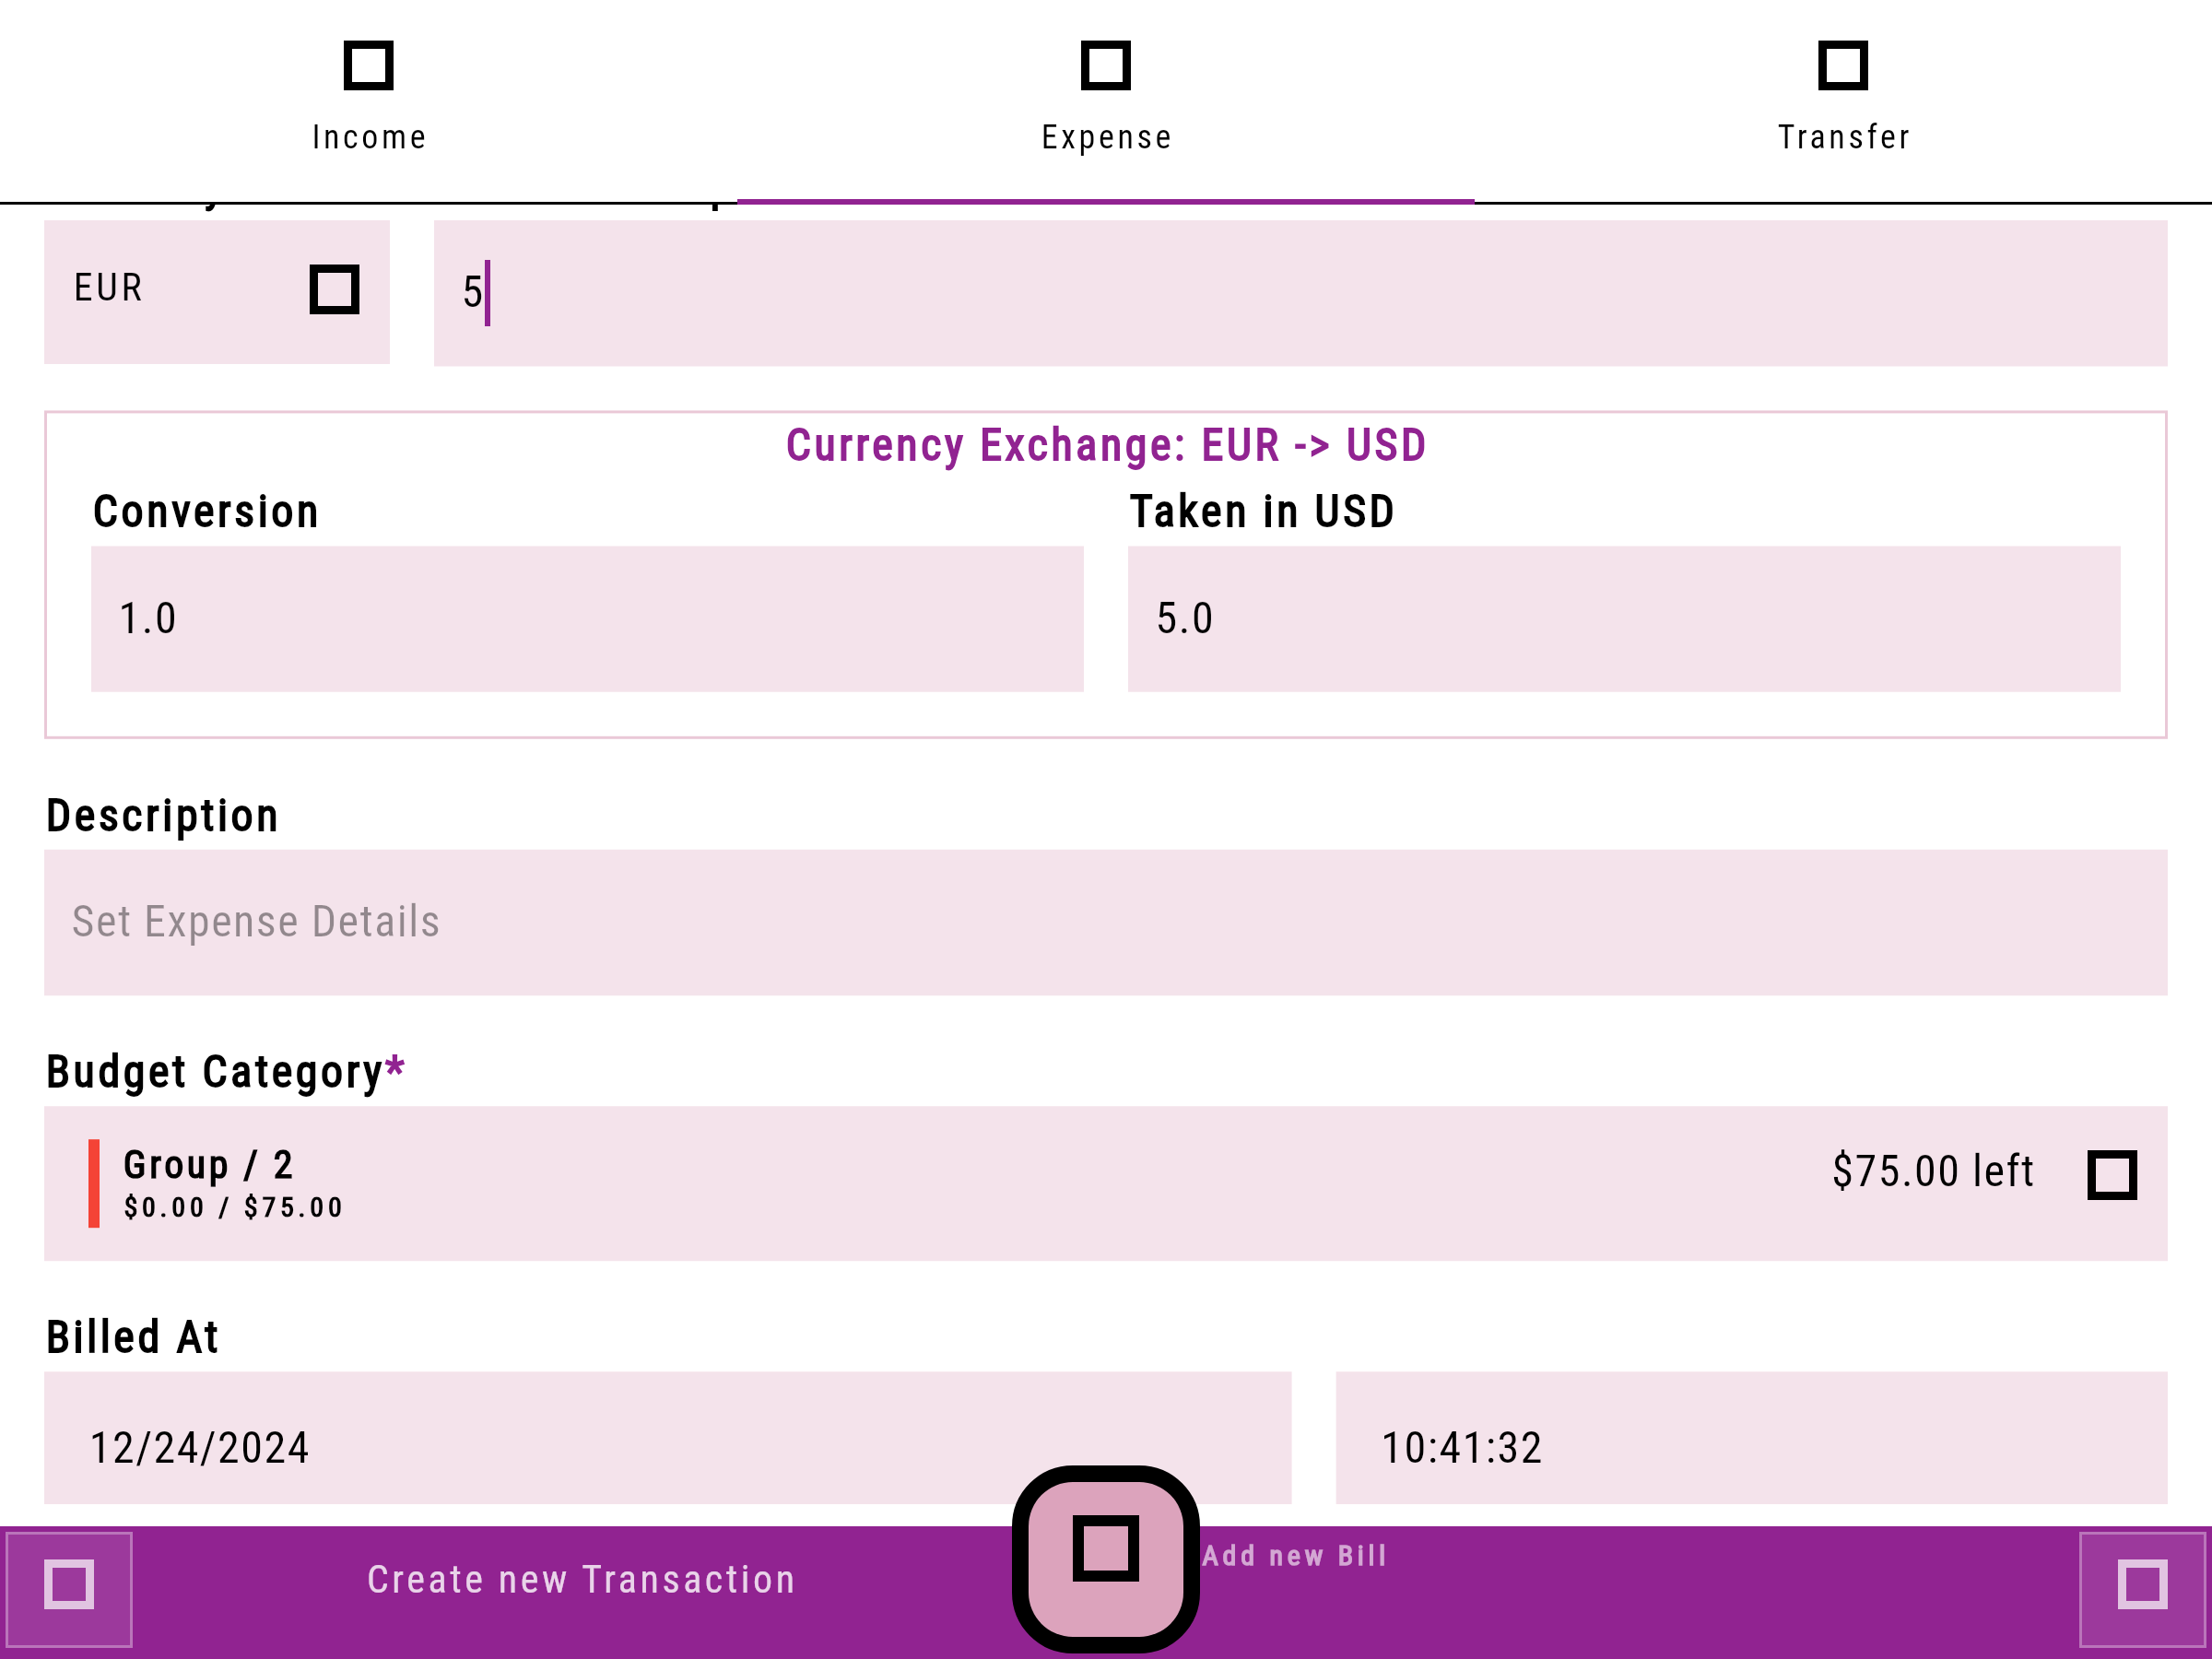 Income
Expense
Transfer
EUR
5
Currency Exchange: EUR -> USD
Conversion
Taken in USD
1.0
5.0
Description
Set Expense Details
Budget Category*
Group / 2
$0.00 / $75.00
$75.00 left
Billed At
12/24/2024
10:41:32
Create new Transaction
Add new Bill